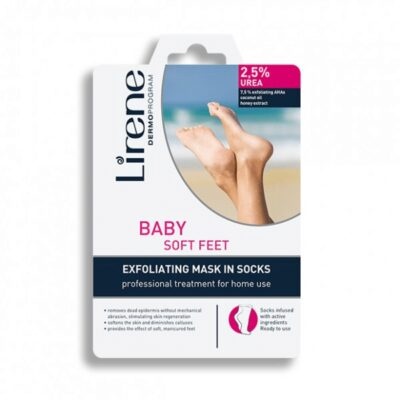 Lirene
DERMOPROGRAM
2,5%
UREA
7,5 % exfoliating AHAs
coconut oil
honey extract
BABY
SOFT FEET
EXFOLIATING MASK IN SOCKS
professional treatment for home use
• removes dead epidermis without mechanical
abrasion, stimulating skin regeneration
• softens the skin and diminishes calluses
• provides the effect of soft, manicured feet
Socks infused
with active
ingredients
Ready to use